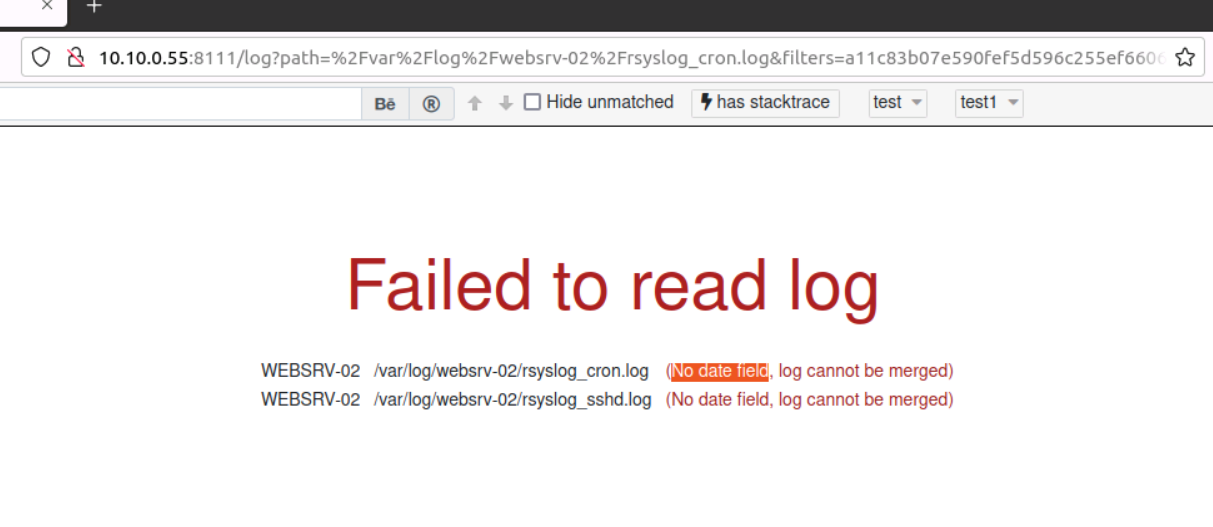 × +
10.10.0.55:8111/log?path=%2Fvar%2Flog%2Fwebsrv-02%2Frsyslog_cron.log&filters=a11c83b07e590fef5d596c255ef660
Bē ® Hide unmatched has stacktrace test test1
Failed to read log
WEBSRV-02 /var/log/websrv-02/rsyslog_cron.log (No date field, log cannot be merged)
WEBSRV-02 /var/log/websrv-02/rsyslog_sshd.log (No date field, log cannot be merged)